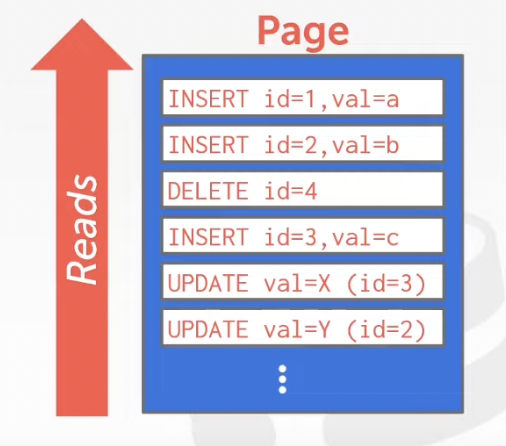 Page
Reads
INSERT id=1,val=a
INSERT id=2,val=b
DELETE id=4
INSERT id=3,val=c
UPDATE val=X (id=3)
UPDATE val=Y (id=2)